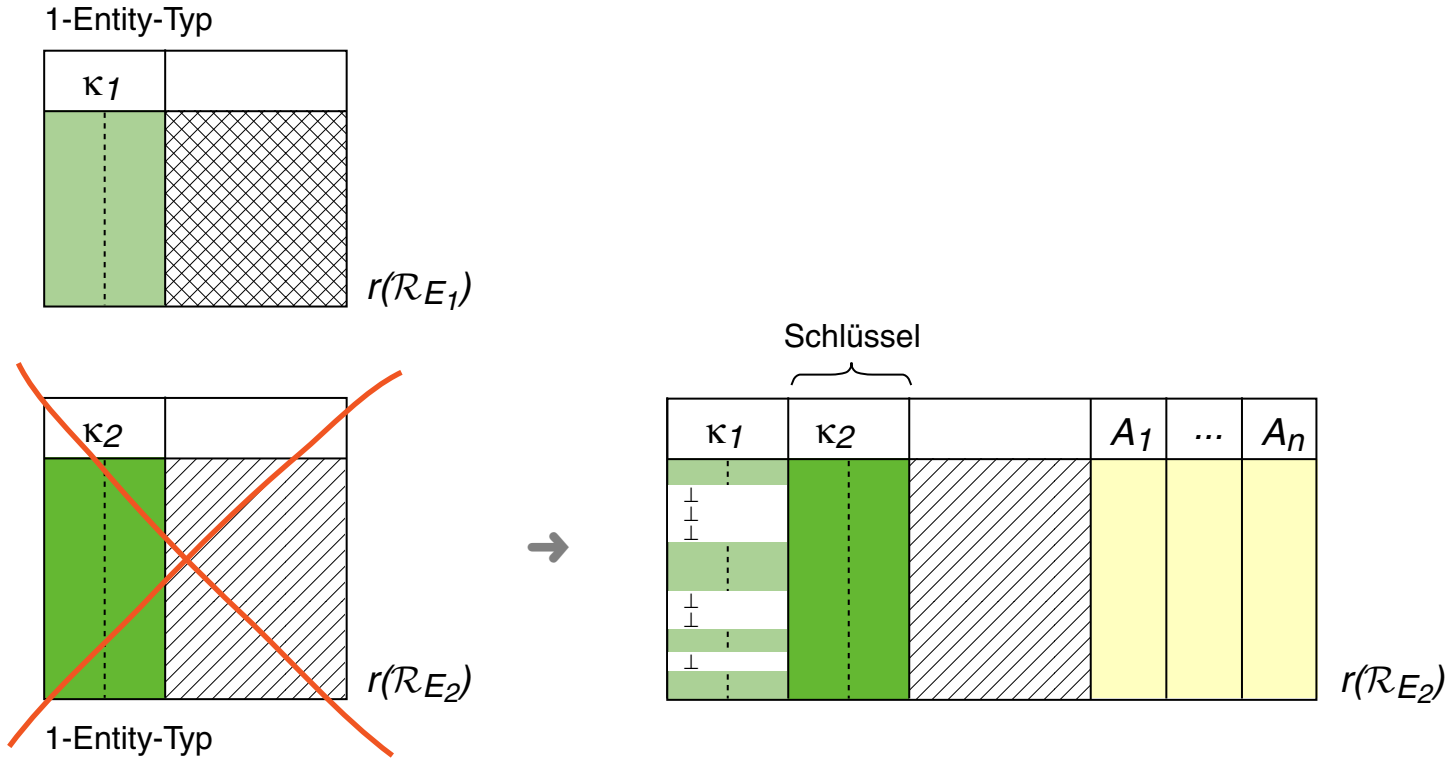 1-Entity-Typ
κ1
r(ℛE1)
κ2
r(ℛE2)
1-Entity-Typ
➜
Schlüssel
κ1 κ2 A1 ... An
⊥
⊥
⊥
⊥
⊥
⊥
r(ℛE2)